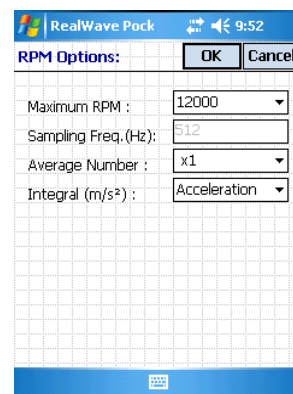 RealWave Pock 9:52
RPM Options: OK Cancel
Maximum RPM : 12000
Sampling Freq.(Hz): 512
Average Number : x1
Integral (m/s²) : Acceleration